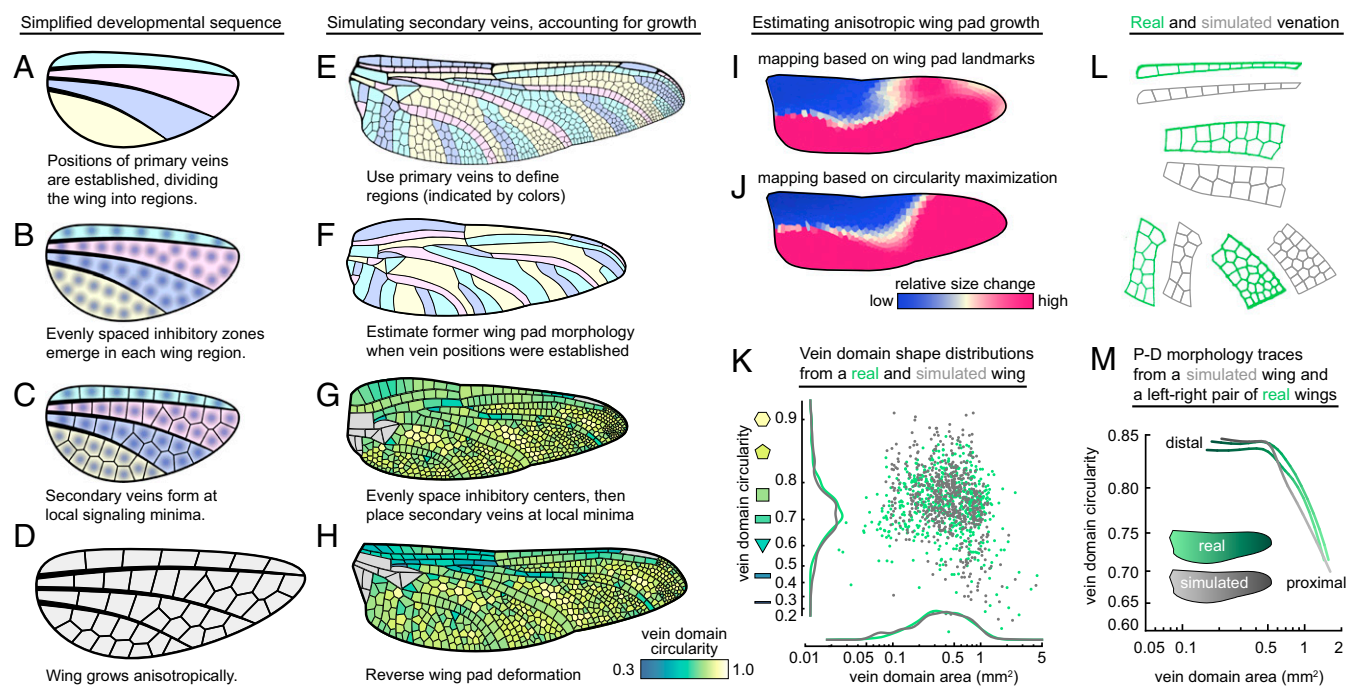 Simplified developmental sequence
A
Positions of primary veins
are established, dividing
the wing into regions.
B
Evenly spaced inhibitory zones
emerge in each wing region.
C
Secondary veins form at
local signaling minima.
D
Wing grows anisotropically.
Simulating secondary veins, accounting for growth
E
Use primary veins to define
regions (indicated by colors)
F
Estimate former wing pad morphology
when vein positions were established
G
Evenly space inhibitory centers, then
place secondary veins at local minima
H
Reverse wing pad deformation
vein domain
circularity
0.3 1.0
Estimating anisotropic wing pad growth
I mapping based on wing pad landmarks
J mapping based on circularity maximization
relative size change
low high
K Vein domain shape distributions
from a real and simulated wing
vein domain circularity
0.9
0.8
0.7
0.6
0.5
0.4
0.3
0.2
0.01 0.05 0.1 0.5 1 5
vein domain area (mm²)
Real and simulated venation
L
M P-D morphology traces
from a simulated wing and
a left-right pair of real wings
vein domain circularity
0.85
0.80
0.75
0.70
0.65
0.60
distal
real
simulated
proximal
0.05 0.1 0.5 1 2
vein domain area (mm²)